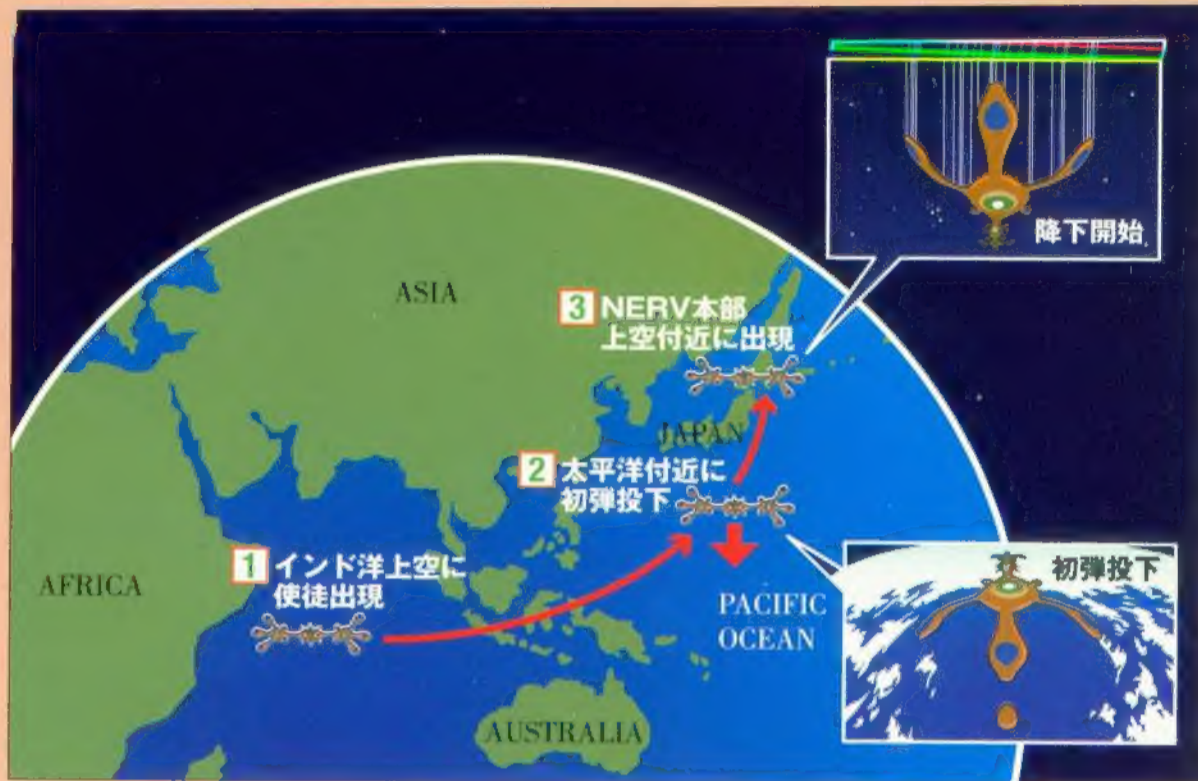 降下開始
ASIA
3 NERV本部
上空付近に出現
JAPAN
2 太平洋付近に
初弾投下
1 インド洋上空に
使徒出現
AFRICA
初弾投下
PACIFIC
OCEAN
AUSTRALIA